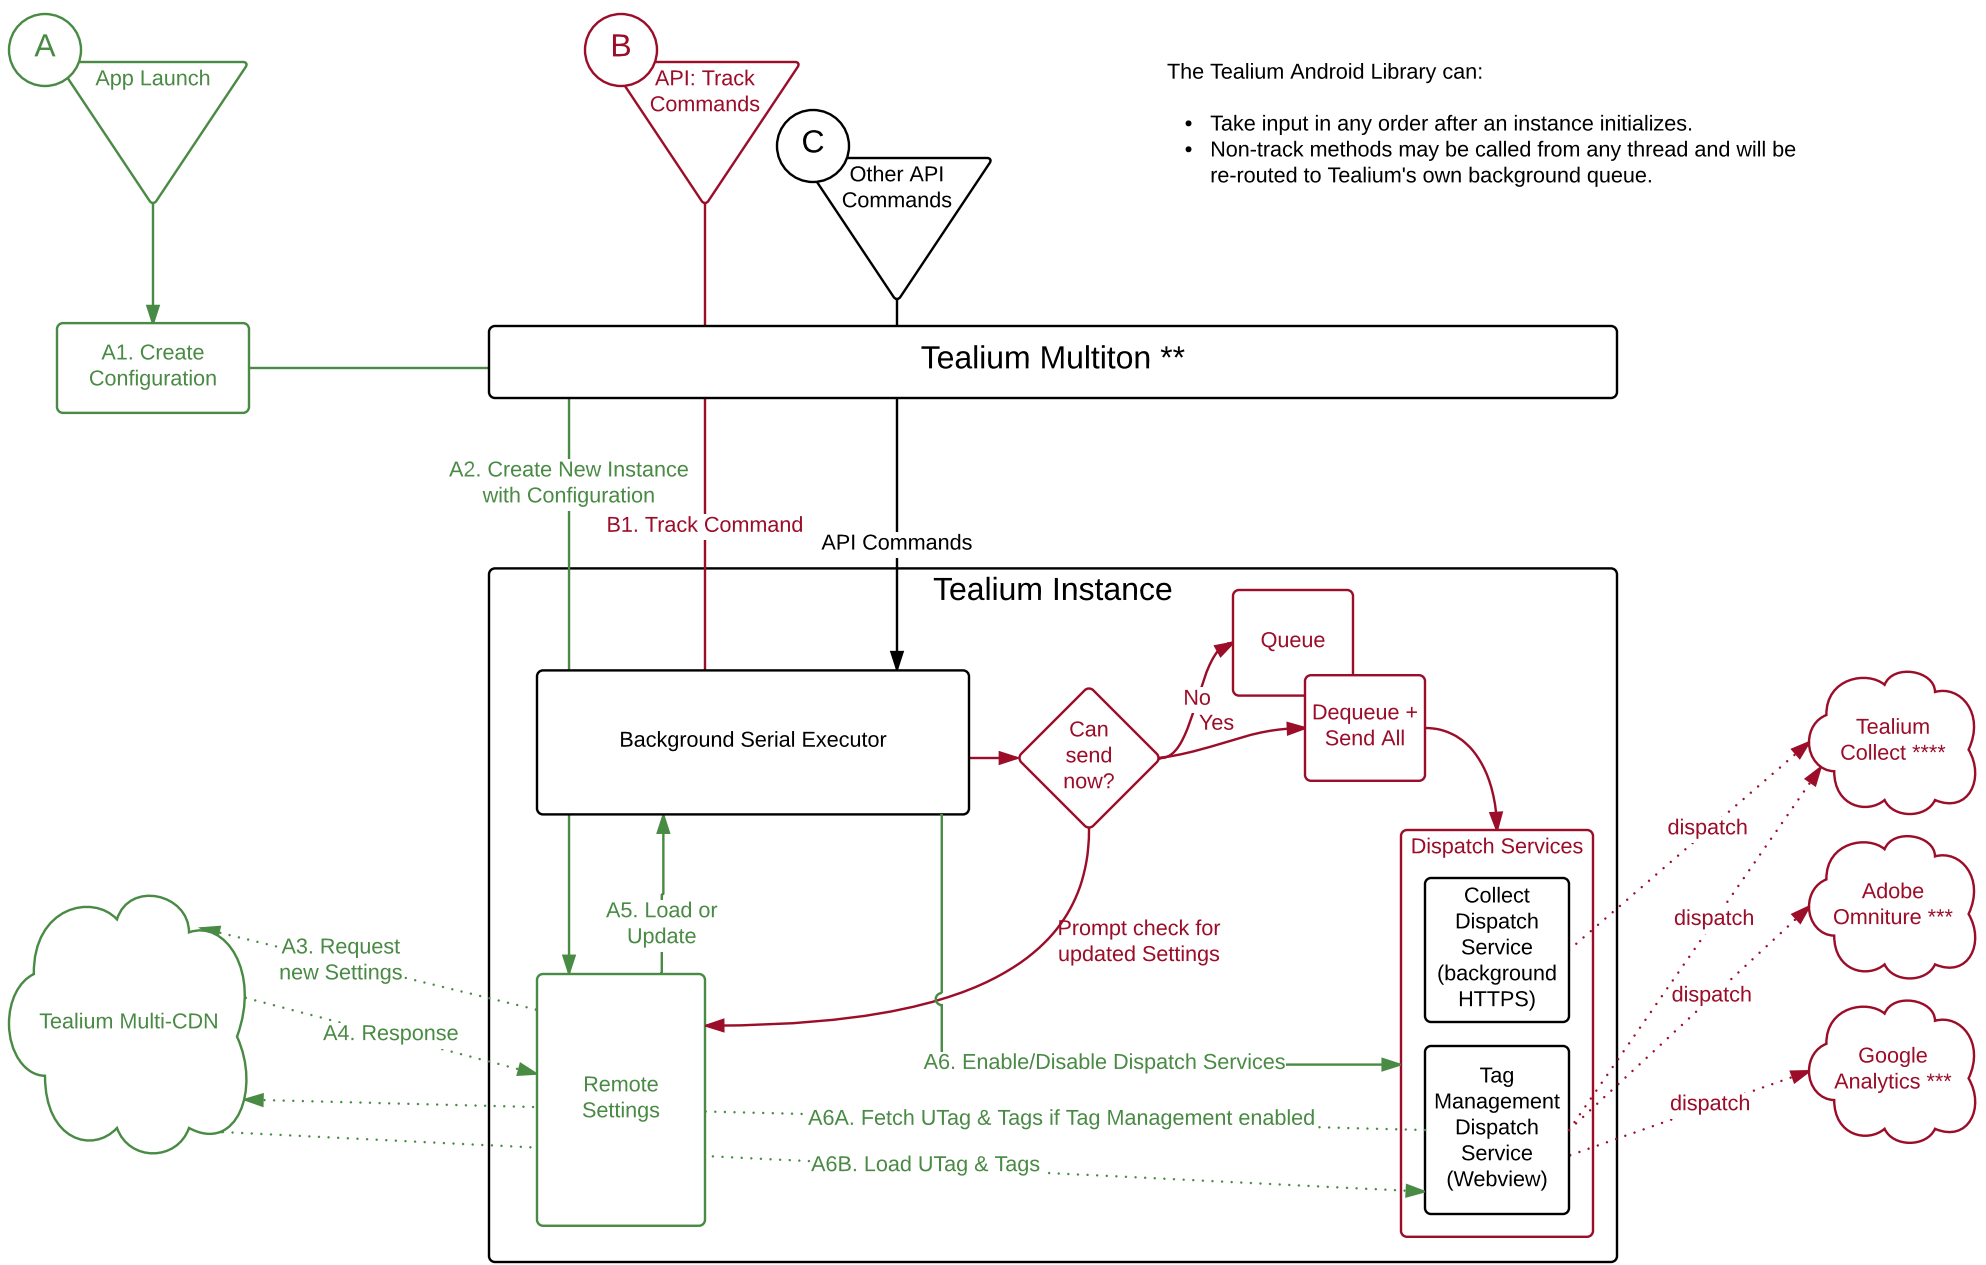 A
App Launch
B
API: Track
Commands
C
Other API
Commands
The Tealium Android Library can:
• Take input in any order after an instance initializes.
• Non-track methods may be called from any thread and will be
re-routed to Tealium's own background queue.
A1. Create
Configuration
Tealium Multiton **
A2. Create New Instance
with Configuration
B1. Track Command
API Commands
Tealium Instance
Background Serial Executor
Can
send
now?
No
Yes
Queue
Dequeue +
Send All
Dispatch Services
Collect
Dispatch
Service
(background
HTTPS)
Tag
Management
Dispatch
Service
(Webview)
A5. Load or
Update
Prompt check for
updated Settings
A3. Request
new Settings
A4. Response
Tealium Multi-CDN
Remote
Settings
A6. Enable/Disable Dispatch Services
A6A. Fetch UTag & Tags if Tag Management enabled
A6B. Load UTag & Tags
dispatch
dispatch
dispatch
dispatch
Tealium
Collect ****
Adobe
Omniture ***
Google
Analytics ***